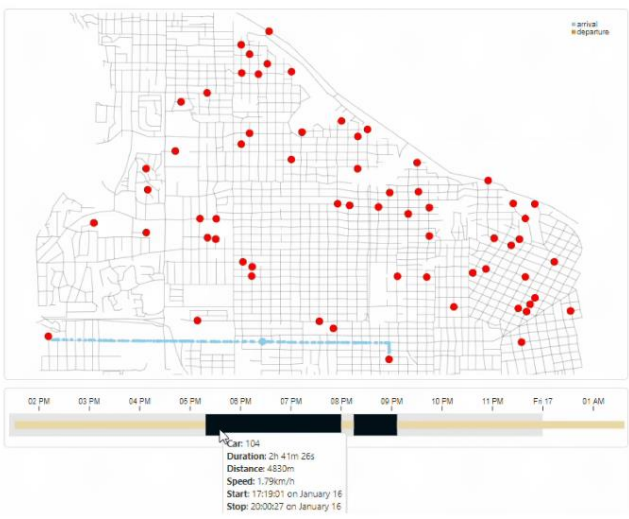 arrival
departure
02 PM 03 PM 04 PM 05 PM 06 PM 07 PM 08 PM 09 PM 10 PM 11 PM Fri 17 01 AM
Car: 104
Duration: 2h 41m 26s
Distance: 4830m
Speed: 1.79km/h
Start: 17:19:01 on January 16
Stop: 20:00:27 on January 16